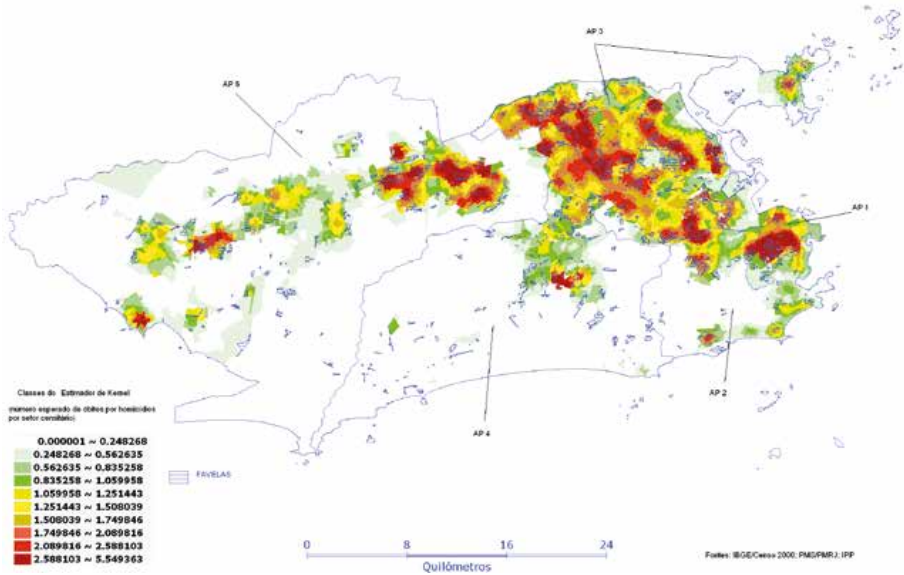 AP 3
AP 5
AP 1
AP 2
AP 4
Classes do Estimador de Kernel
(número esperado de óbitos por homicídios
por setor censitário)
0.000001 ~ 0.248268
0.248268 ~ 0.562635
0.562635 ~ 0.835258
0.835258 ~ 1.059958
1.059958 ~ 1.251443
1.251443 ~ 1.508039
1.508039 ~ 1.749846
1.749846 ~ 2.089816
2.089816 ~ 2.588103
2.588103 ~ 5.549363
FAVELAS
0 8 16 24
Quilômetros
Fontes: IBGE/Censo 2000; PMS/PMRJ; IPP